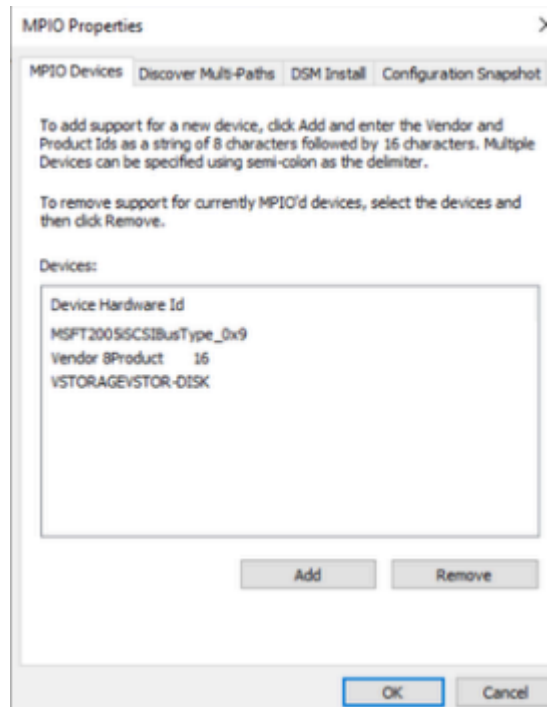 MPIO Properties
MPIO Devices Discover Multi-Paths DSM Install Configuration Snapshot
To add support for a new device, click Add and enter the Vendor and
Product Ids as a string of 8 characters followed by 16 characters. Multiple
Devices can be specified using semi-colon as the delimiter.
To remove support for currently MPIO'd devices, select the devices and
then click Remove.
Devices:
Device Hardware Id
MSFT2005iSCSIBusType_0x9
Vendor 8Product 16
VSTORAGEVSTOR-DISK
Add Remove
OK Cancel